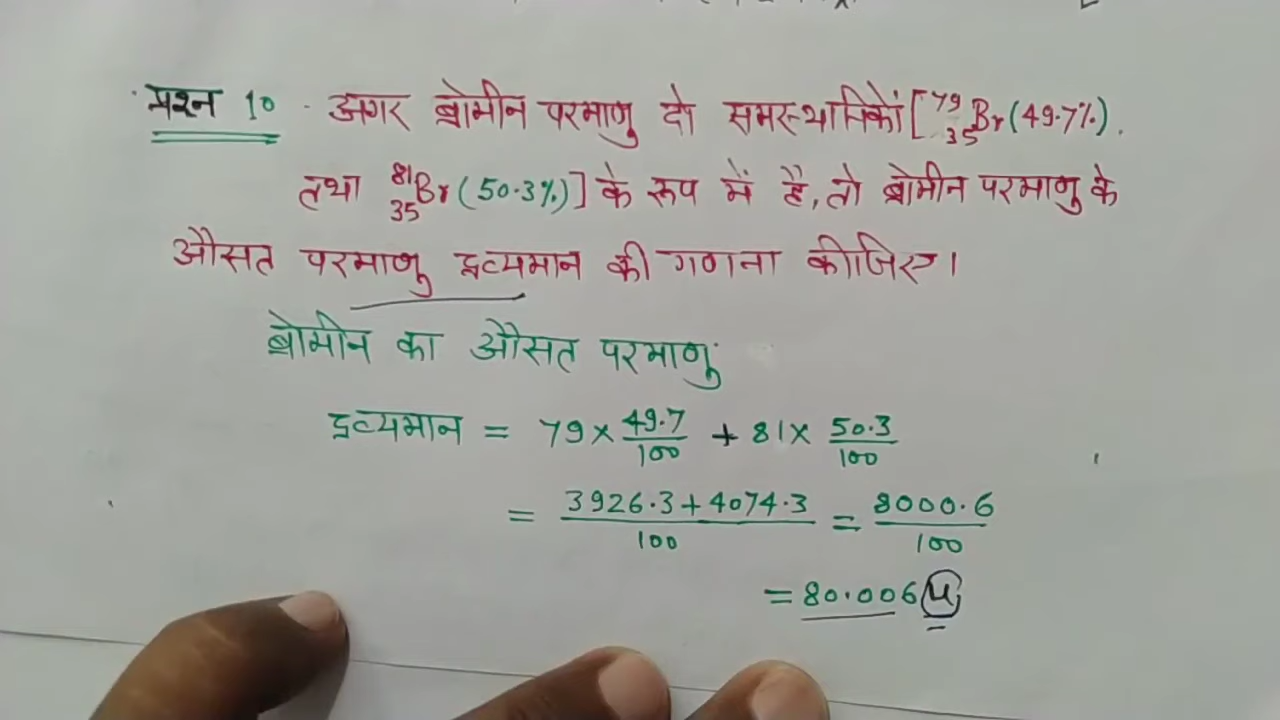 प्रश्न 10 - अगर ब्रोमीन परमाणु दो समस्थानिकों [⁷⁹₃₅Br (49.7%)
तथा ⁸¹₃₅Br (50.3%)] के रूप में है, तो ब्रोमीन परमाणु के
औसत परमाणु द्रव्यमान की गणना कीजिए।
ब्रोमीन का औसत परमाणु
द्रव्यमान = 79 × 49.7/100 + 81 × 50.3/100
= 3926.3 + 4074.3/100 = 8000.6/100
= 80.006 u